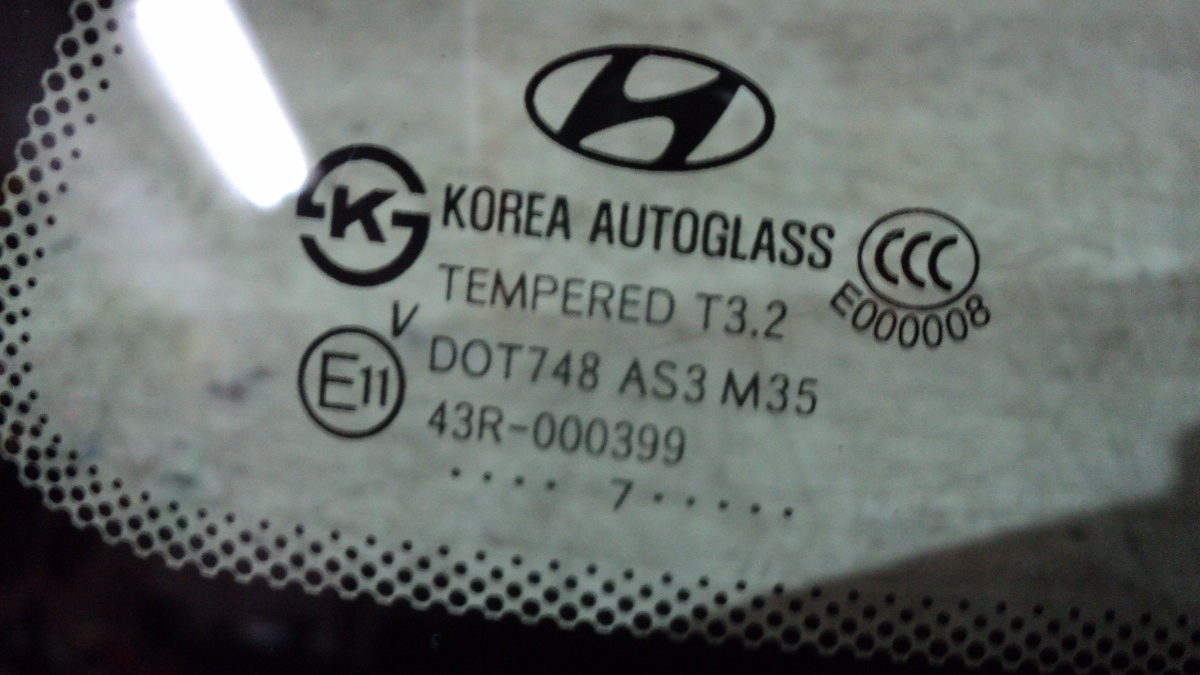 K
KOREA AUTOGLASS
CCC
E000008
TEMPERED T3.2
V
E11
DOT748 AS3 M35
43R-000399
.... 7.....